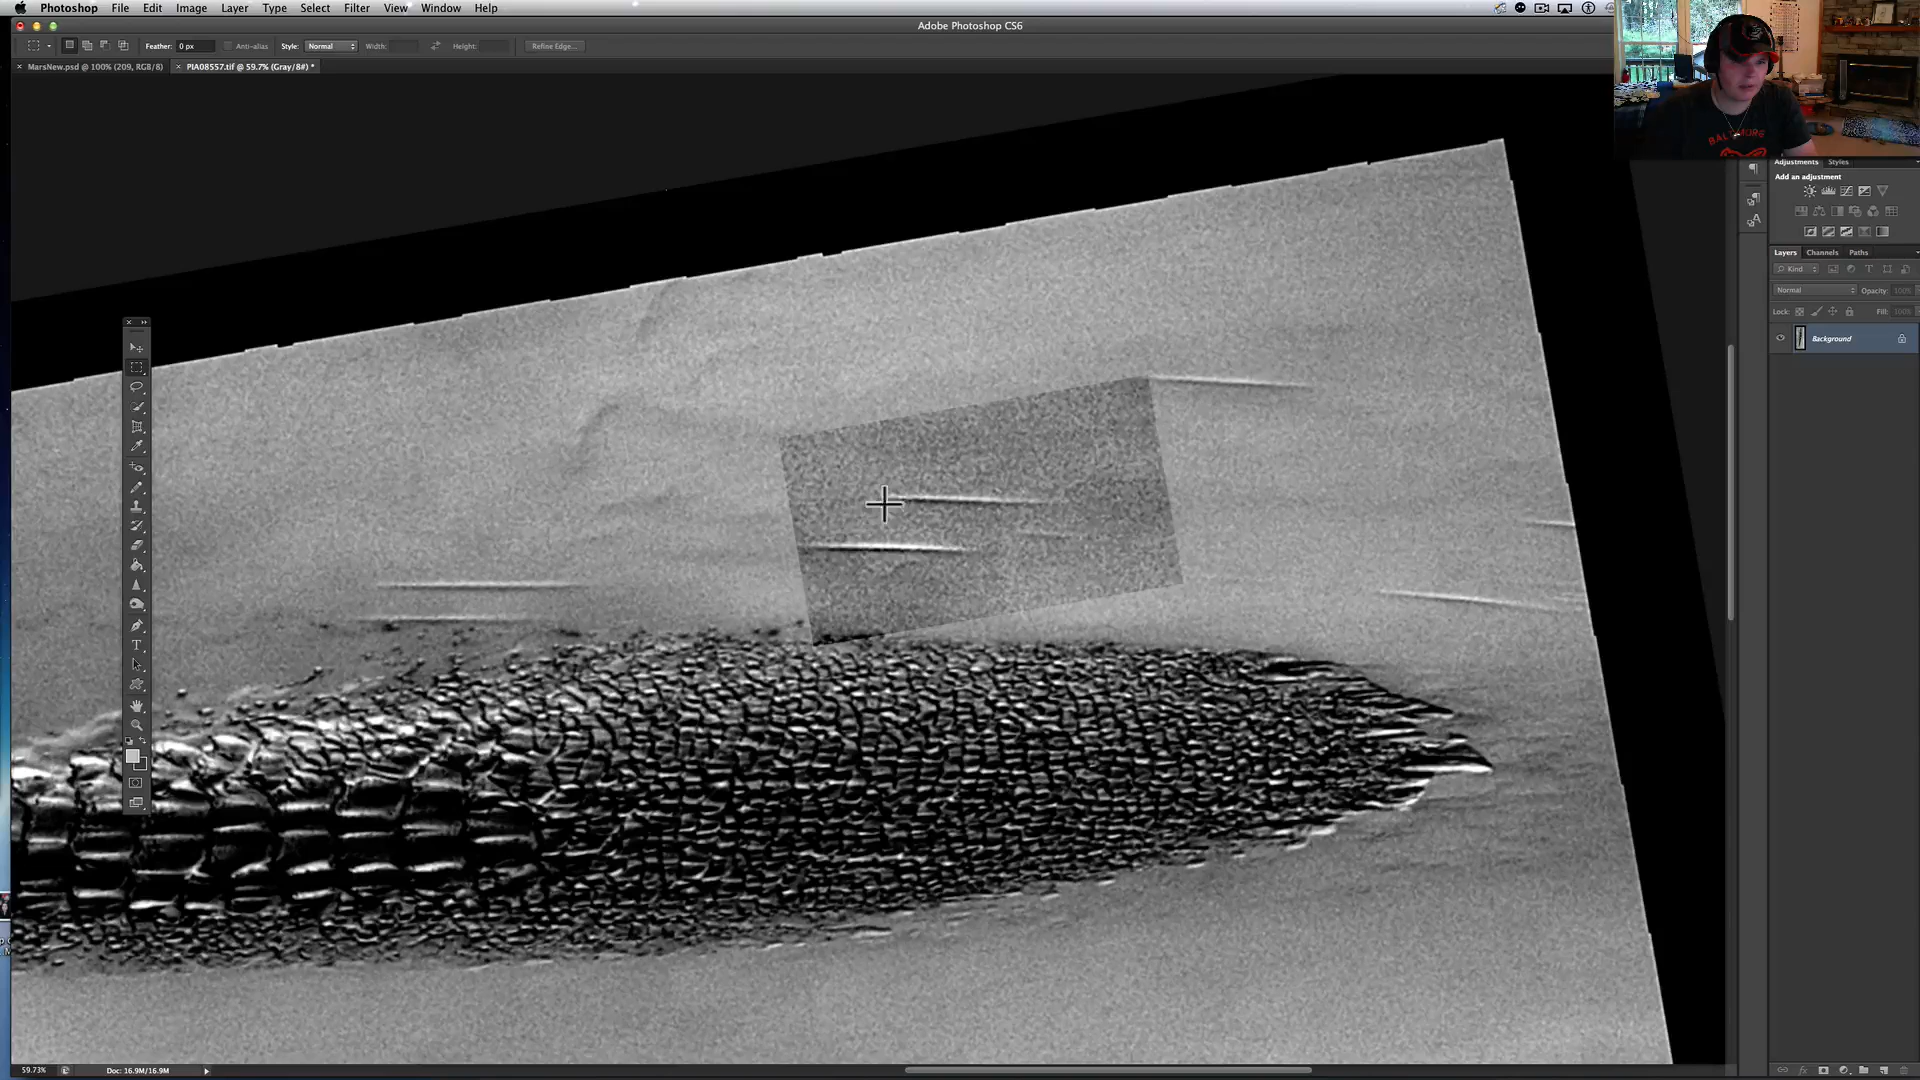 Photoshop File Edit Image Layer Type Select Filter View Window Help
Adobe Photoshop CS6
Feather: 0 px Anti-alias Style: Normal Width: Height: Refine Edge...
MarsNew.psd @ 100% (209, RGB/8) PIA08557.tif @ 59.7% (Gray/8#) *
BALTIMORE
Adjustments Styles
Add an adjustment
Layers Channels Paths
Kind
Normal Opacity: 100%
Lock: Fill: 100%
Background
59.73% Doc: 16.9M/16.9M